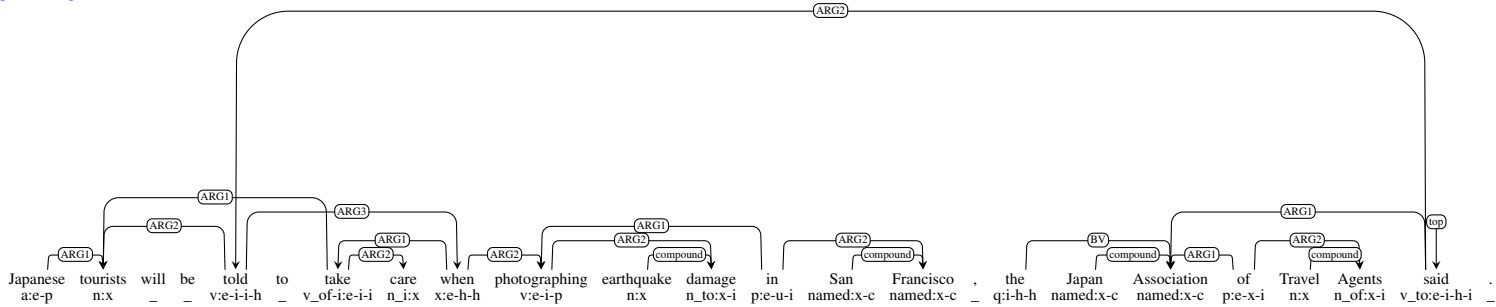 ARG2
ARG1
ARG2 ARG3 ARG1 ARG1 top
ARG1 ARG1 ARG2 ARG2 ARG2 ARG2 compound ARG2 compound BV compound ARG1 ARG2 compound
Japanese tourists will be told to take care when photographing earthquake damage in San Francisco , the Japan Association of Travel Agents said .
a:e-p n:x _ _ v:e-i-i-h _ v_of-i:e-i-i n_i:x x:e-h-h v:e-i-p n:x n_to:x-i p:e-u-i named:x-c named:x-c _ q:i-h-h named:x-c named:x-c p:e-x-i n:x n_of:x-i v_to:e-i-h-i _